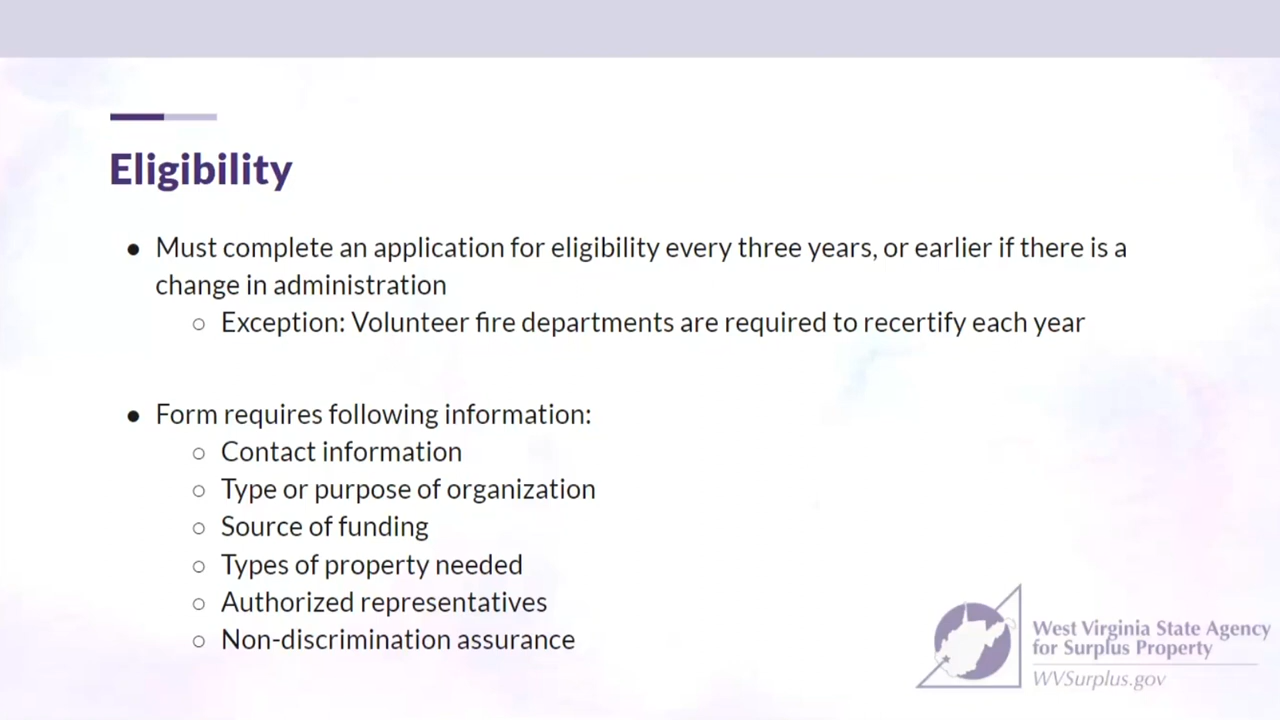 Eligibility
● Must complete an application for eligibility every three years, or earlier if there is a
change in administration
○ Exception: Volunteer fire departments are required to recertify each year
● Form requires following information:
○ Contact information
○ Type or purpose of organization
○ Source of funding
○ Types of property needed
○ Authorized representatives
○ Non-discrimination assurance
West Virginia State Agency
for Surplus Property
WVSurplus.gov